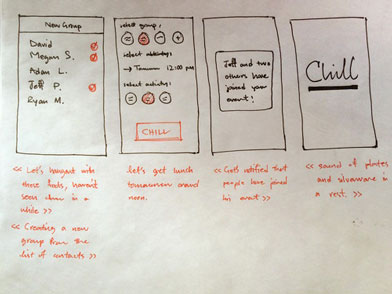 New Group
David
Megan S.
Adam L.
Jeff P.
Ryan M.
select group:
select
→ Tomorrow 12:00 pm
select activity:
CHILL
Jeff and two
others have
joined your
event!
Chill
<< Let's hangout with
these dudes, haven't
seen them in a
while >>
<< Creating a new
group from the
list of contacts. >>
let's get lunch
tomorrow around
noon.
<< Gets notified that
people have joined
his event >>
<< sound of plates
and silverware in
a rest. >>